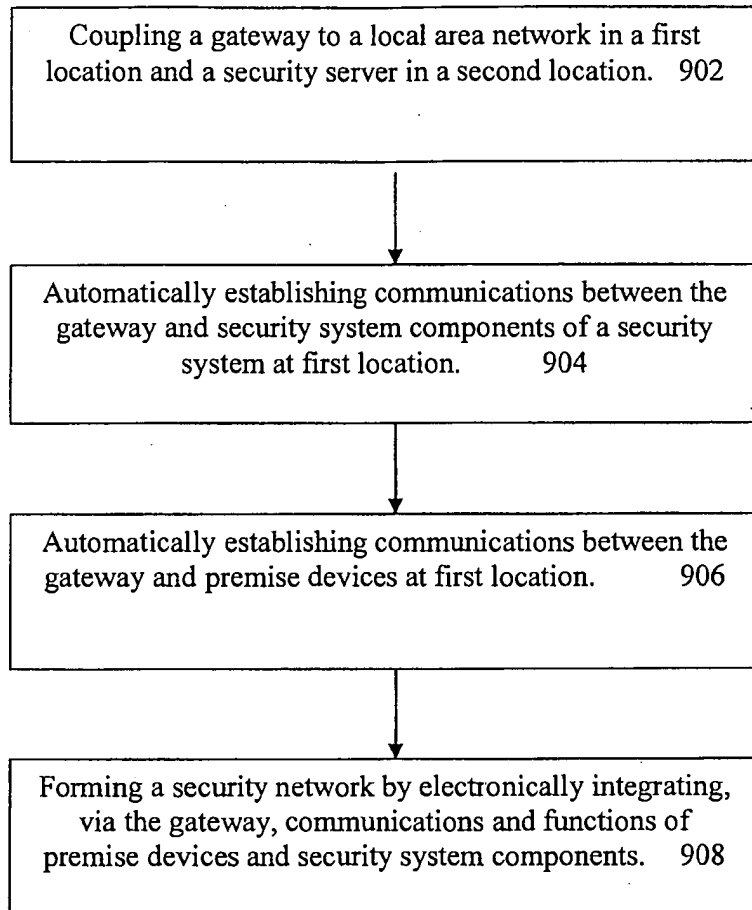 Coupling a gateway to a local area network in a first
location and a security server in a second location. 902
Automatically establishing communications between the
gateway and security system components of a security
system at first location. 904
Automatically establishing communications between the
gateway and premise devices at first location. 906
Forming a security network by electronically integrating,
via the gateway, communications and functions of
premise devices and security system components. 908